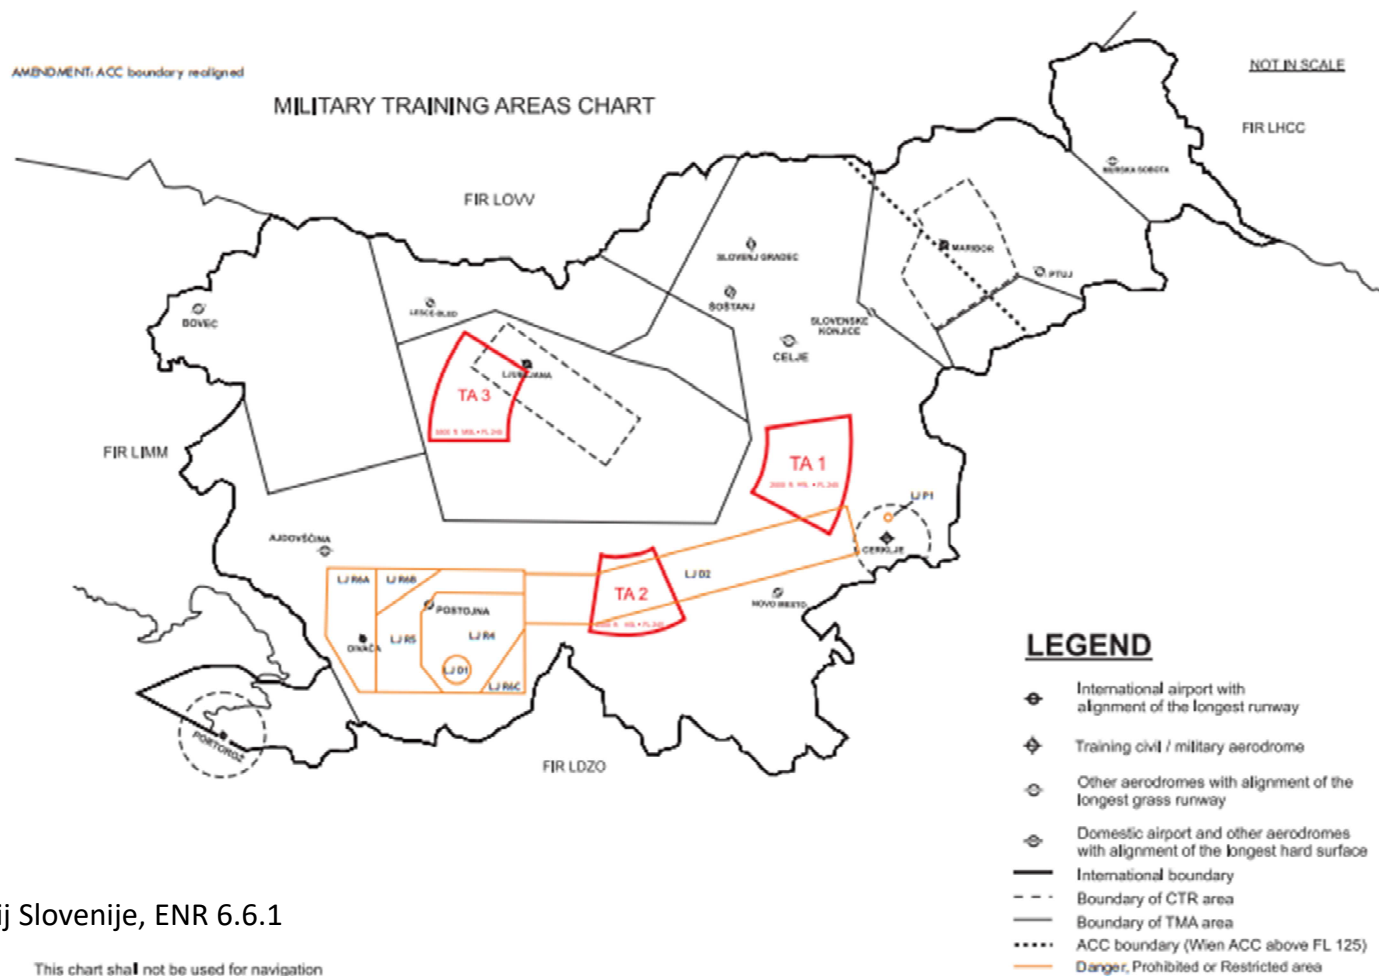 AMENDMENT: ACC boundary realigned
NOT IN SCALE
MILITARY TRAINING AREAS CHART
FIR LHCC
MURSKA SOBOTA
FIR LOVV
MARIBOR
SLOVENJ GRADEC
PTUJ
LESCE-BLED
ŠOŠTANJ
BOVEC
SLOVENSKE
KONJICE
CELJE
LJUBLJANA
TA 3
FIR LIMM
TA 1
LJ P1
AJDOVŠČINA
CERKLJE
LJ R6A
LJ R6B
LJ D2
TA 2
NOVO MESTO
POSTOJNA
DIVAČA
LJ R5
LJ R4
LJ D1
LJ R6C
PORTOROŽ
FIR LDZO
LEGEND
International airport with
alignment of the longest runway
Training civil / military aerodrome
Other aerodromes with alignment of the
longest grass runway
Domestic airport and other aerodromes
with alignment of the longest hard surface
International boundary
Boundary of CTR area
Boundary of TMA area
ACC boundary (Wien ACC above FL 125)
Danger, Prohibited or Restricted area
ij Slovenije, ENR 6.6.1
This chart shall not be used for navigation